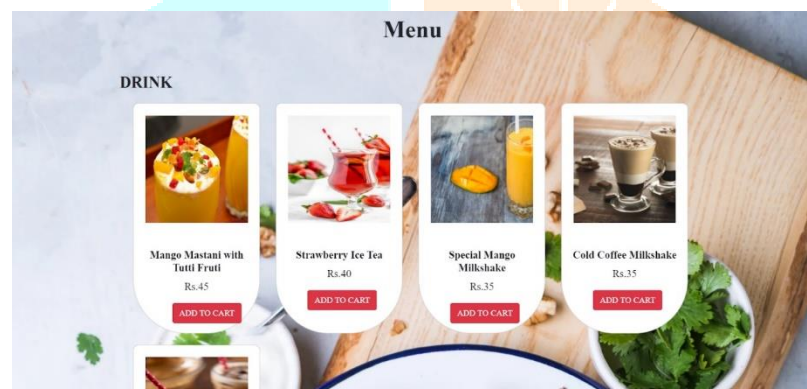 Menu
DRINK
Mango Mastani with
Tutti Fruti
Rs.45
ADD TO CART
Strawberry Ice Tea
Rs.40
ADD TO CART
Special Mango
Milkshake
Rs.35
ADD TO CART
Cold Coffee Milkshake
Rs.35
ADD TO CART